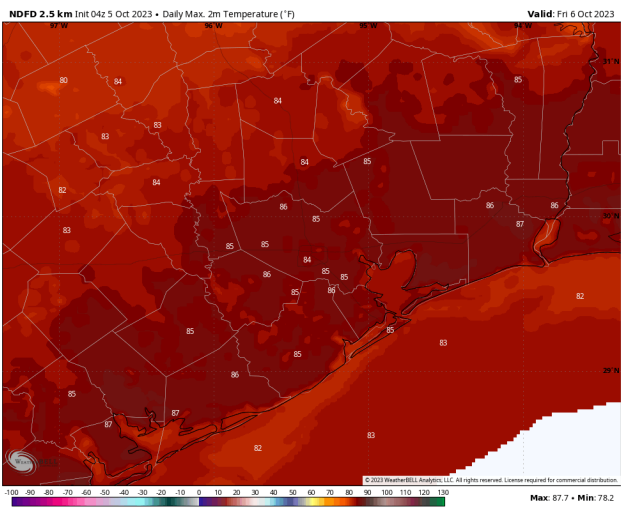 NDFD 2.5 km Init 04z 5 Oct 2023 • Daily Max. 2m Temperature (°F)
Valid: Fri 6 Oct 2023
97°W 96°W 95°W 94°W
31°N
85
80 84
84
83
83
84 85
84
82
86 86 86
85 87
30°N
83
85 85
84
85 85
86
85 86
82
85 85
83
85
29°N
86
85
87 87
83
82
© 2023 WeatherBELL Analytics, LLC. All rights reserved. License required for commercial distribution.
-100 -90 -80 -70 -60 -50 -40 -30 -20 -10 0 10 20 30 40 50 60 70 80 90 100 110 120 130
Max: 87.7 • Min: 78.2